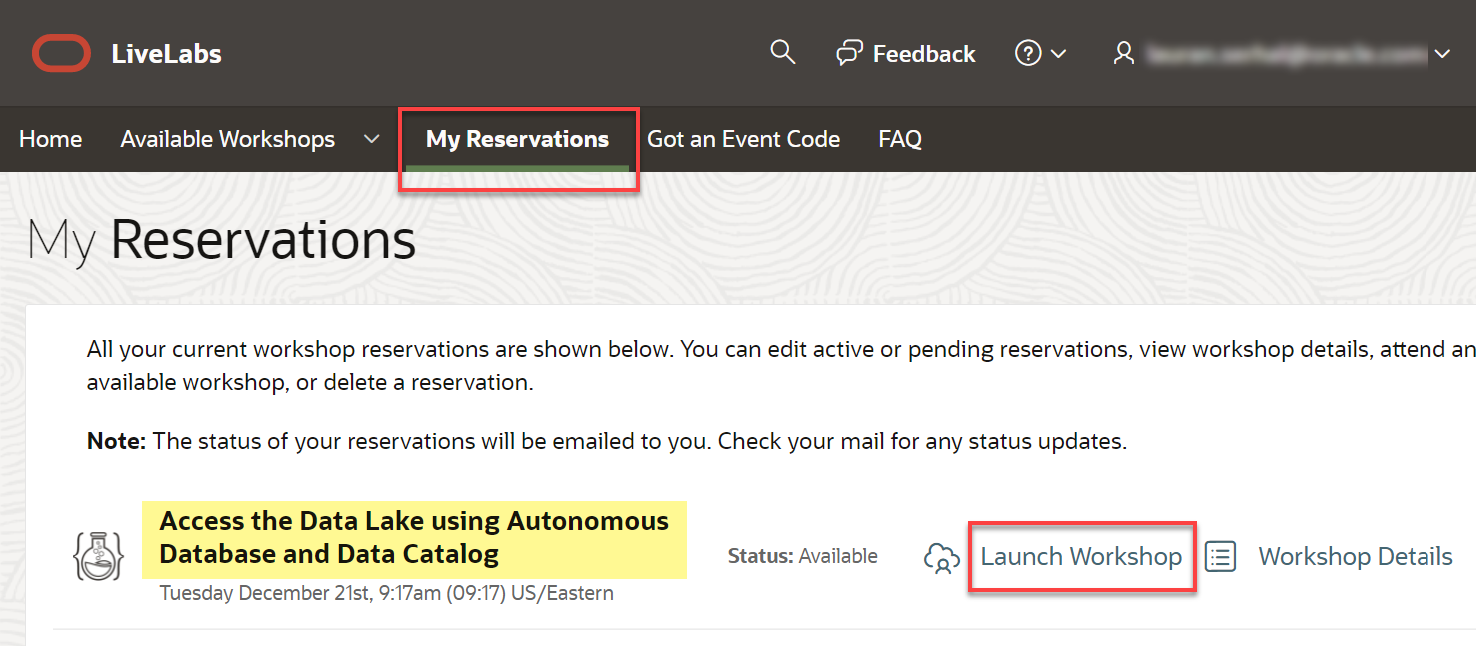 LiveLabs
Feedback
Home Available Workshops My Reservations Got an Event Code FAQ
My Reservations
All your current workshop reservations are shown below. You can edit active or pending reservations, view workshop details, attend an
available workshop, or delete a reservation.
Note: The status of your reservations will be emailed to you. Check your mail for any status updates.
Access the Data Lake using Autonomous
Database and Data Catalog
Tuesday December 21st, 9:17am (09:17) US/Eastern
Status: Available
Launch Workshop
Workshop Details